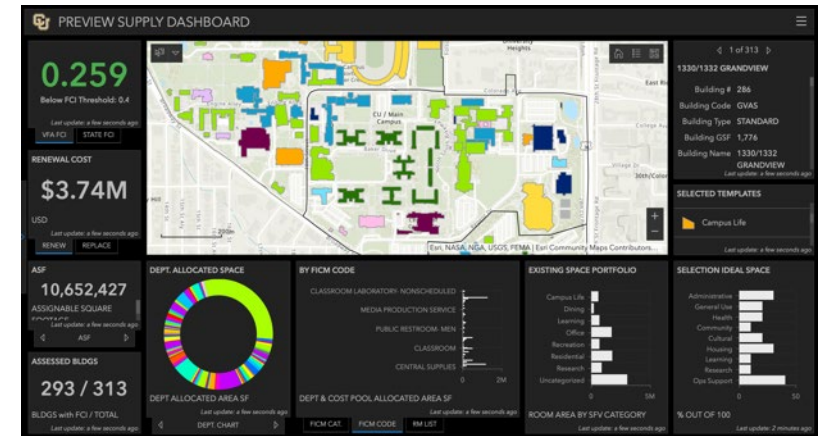 PREVIEW SUPPLY DASHBOARD
0.259
Below FCI Threshold: 0.4
Last update: a few seconds ago
VFA FCI
STATE FCI
RENEWAL COST
$3.74M
USD
Last update: a few seconds ago
RENEW
REPLACE
ASF
10,652,427
ASSIGNABLE SQUARE
Last update: a few seconds ago
ASF
ASSESSED BLDGS
293 / 313
BLDGS with FCI / TOTAL
Last update: a few seconds ago
Heights
CU / Main
Campus
200m
Esri, NASA, NGA, USGS, FEMA | Esri Community Maps Contributors...
1 of 313
1330/1332 GRANDVIEW
Building # 286
Building Code GVAS
Building Type STANDARD
Building GSF 1,776
Building Name 1330/1332
GRANDVIEW
Last update: a few seconds ago
SELECTED TEMPLATES
Campus Life
Last update: a few seconds ago
DEPT. ALLOCATED SPACE
DEPT ALLOCATED AREA SF
Last update: a few seconds ago
DEPT. CHART
BY FICM CODE
CLASSROOM LABORATORY- NONSCHEDULED
MEDIA PRODUCTION SERVICE
PUBLIC RESTROOM- MEN
CLASSROOM
CENTRAL SUPPLIES
0 2M
DEPT & COST POOL ALLOCATED AREA SF
Last update: a few seconds ago
FICM CAT.
FICM CODE
RM LIST
EXISTING SPACE PORTFOLIO
Campus Life
Dining
Learning
Office
Recreation
Residential
Research
Uncategorized
0 5M
ROOM AREA BY SFV CATEGORY
Last update: a few seconds ago
SELECTION IDEAL SPACE
Administrative
General Use
Health
Community
Cultural
Housing
Learning
Research
Ops Support
0 50
% OUT OF 100
Last update: 2 minutes ago